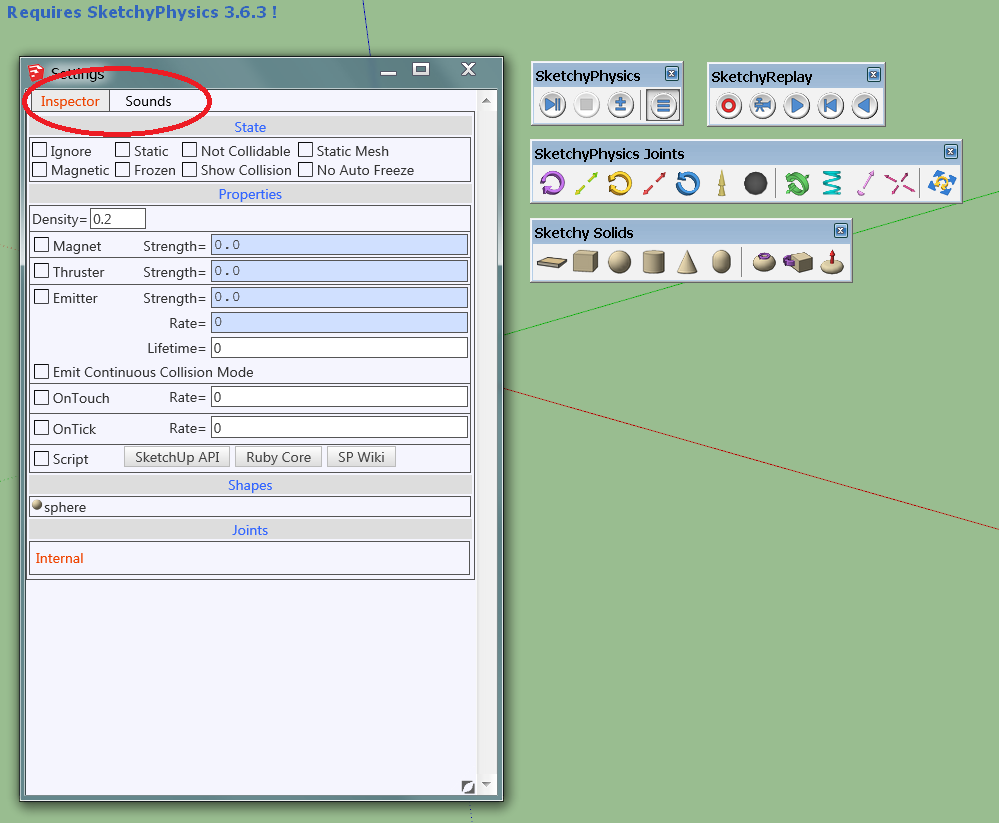 Requires SketchyPhysics 3.6.3 !
Settings
Inspector Sounds
State
Ignore Static Not Collidable Static Mesh
Magnetic Frozen Show Collision No Auto Freeze
Properties
Density= 0.2
Magnet Strength= 0.0
Thruster Strength= 0.0
Emitter Strength= 0.0
Rate= 0
Lifetime= 0
Emit Continuous Collision Mode
OnTouch Rate= 0
OnTick Rate= 0
Script SketchUp API Ruby Core SP Wiki
Shapes
sphere
Joints
Internal
SketchyPhysics
SketchyReplay
SketchyPhysics Joints
Sketchy Solids